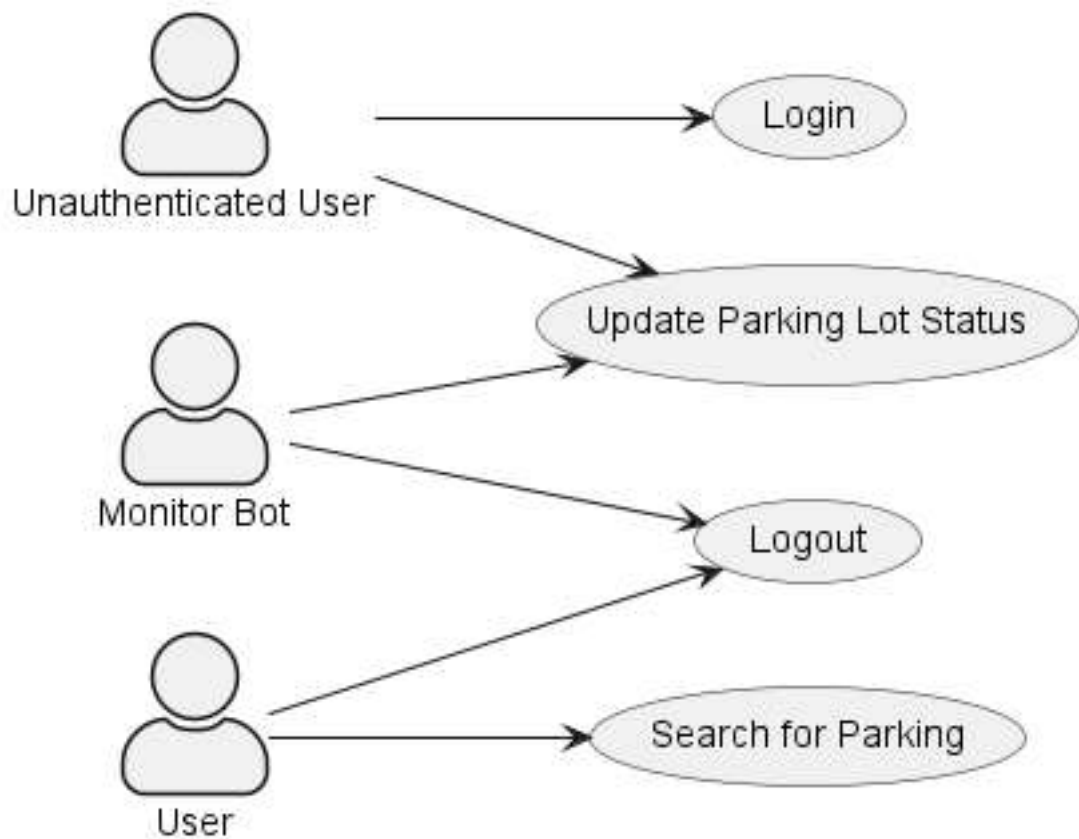 Login
Unauthenticated User
Update Parking Lot Status
Monitor Bot
Logout
Search for Parking
User